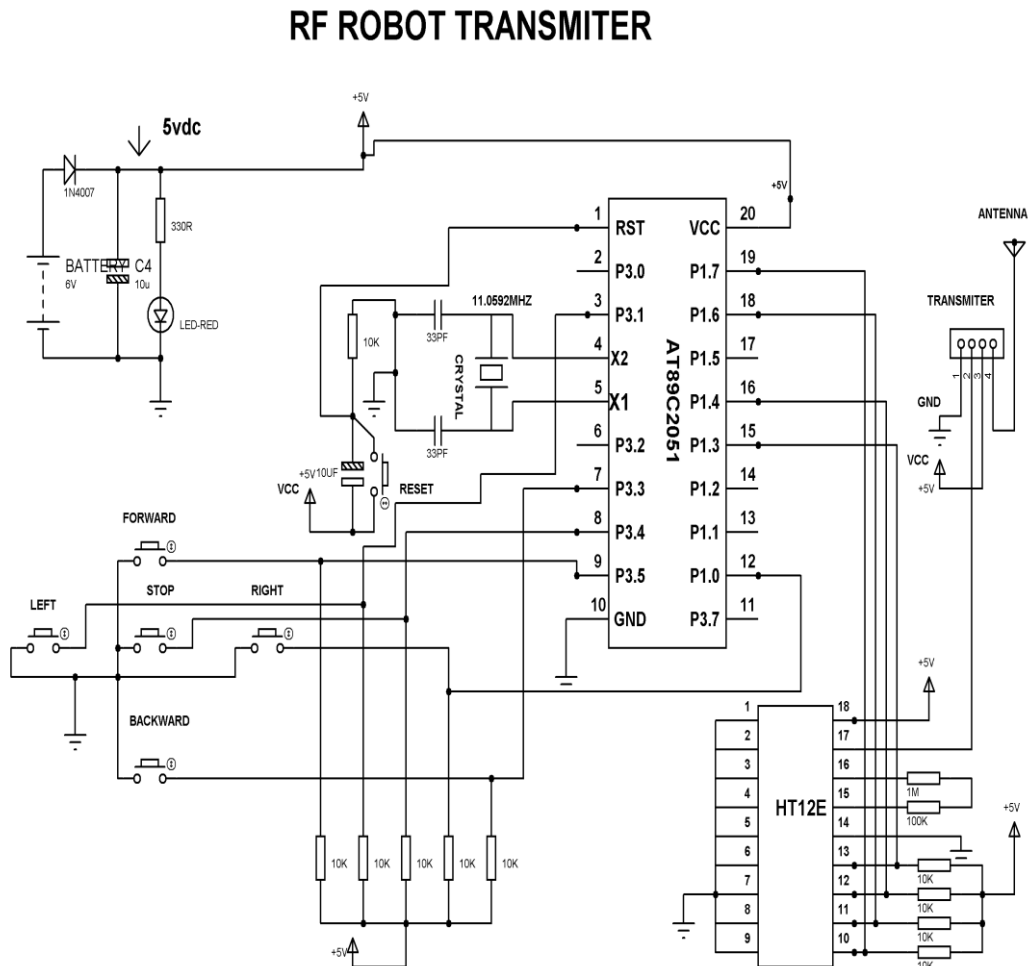 RF ROBOT TRANSMITER
+5V
5vdc
1N4007
330R
BATTERY
6V
C4
10u
LED-RED
+5V
1 RST VCC 20
2 P3.0 P1.7 19
3 P3.1 P1.6 18
4 X2 P1.5 17
5 X1 P1.4 16
6 P3.2 P1.3 15
7 P3.3 P1.2 14
8 P3.4 P1.1 13
9 P3.5 P1.0 12
10 GND P3.7 11
AT89C2051
11.0592MHZ
33PF
10K
CRYSTAL
33PF
+5V
10UF
VCC
RESET
ANTENNA
TRANSMITER
1 2 3 4
GND
VCC
+5V
FORWARD
LEFT
STOP
RIGHT
BACKWARD
10K 10K 10K 10K 10K
+5V
+5V
1 18
2 17
3 16
4 15
5 14
6 13
7 12
8 11
9 10
HT12E
1M
100K
+5V
10K
10K
10K
10K